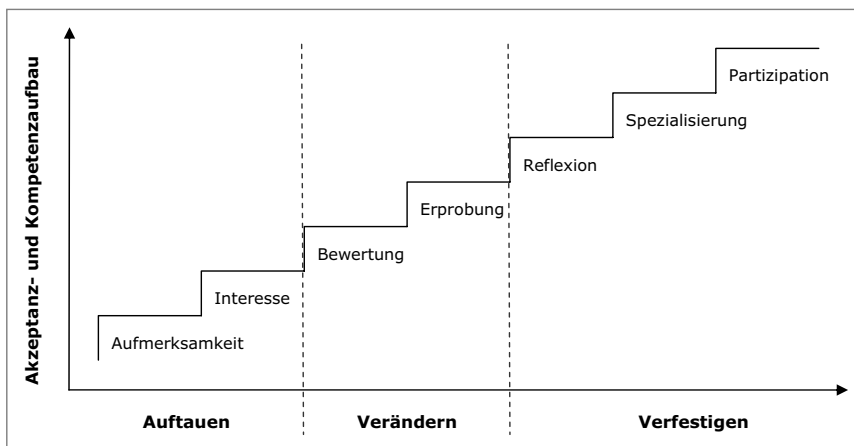 Akzeptanz- und Kompetenzaufbau
Partizipation
Spezialisierung
Reflexion
Erprobung
Bewertung
Interesse
Aufmerksamkeit
Auftauen
Verändern
Verfestigen